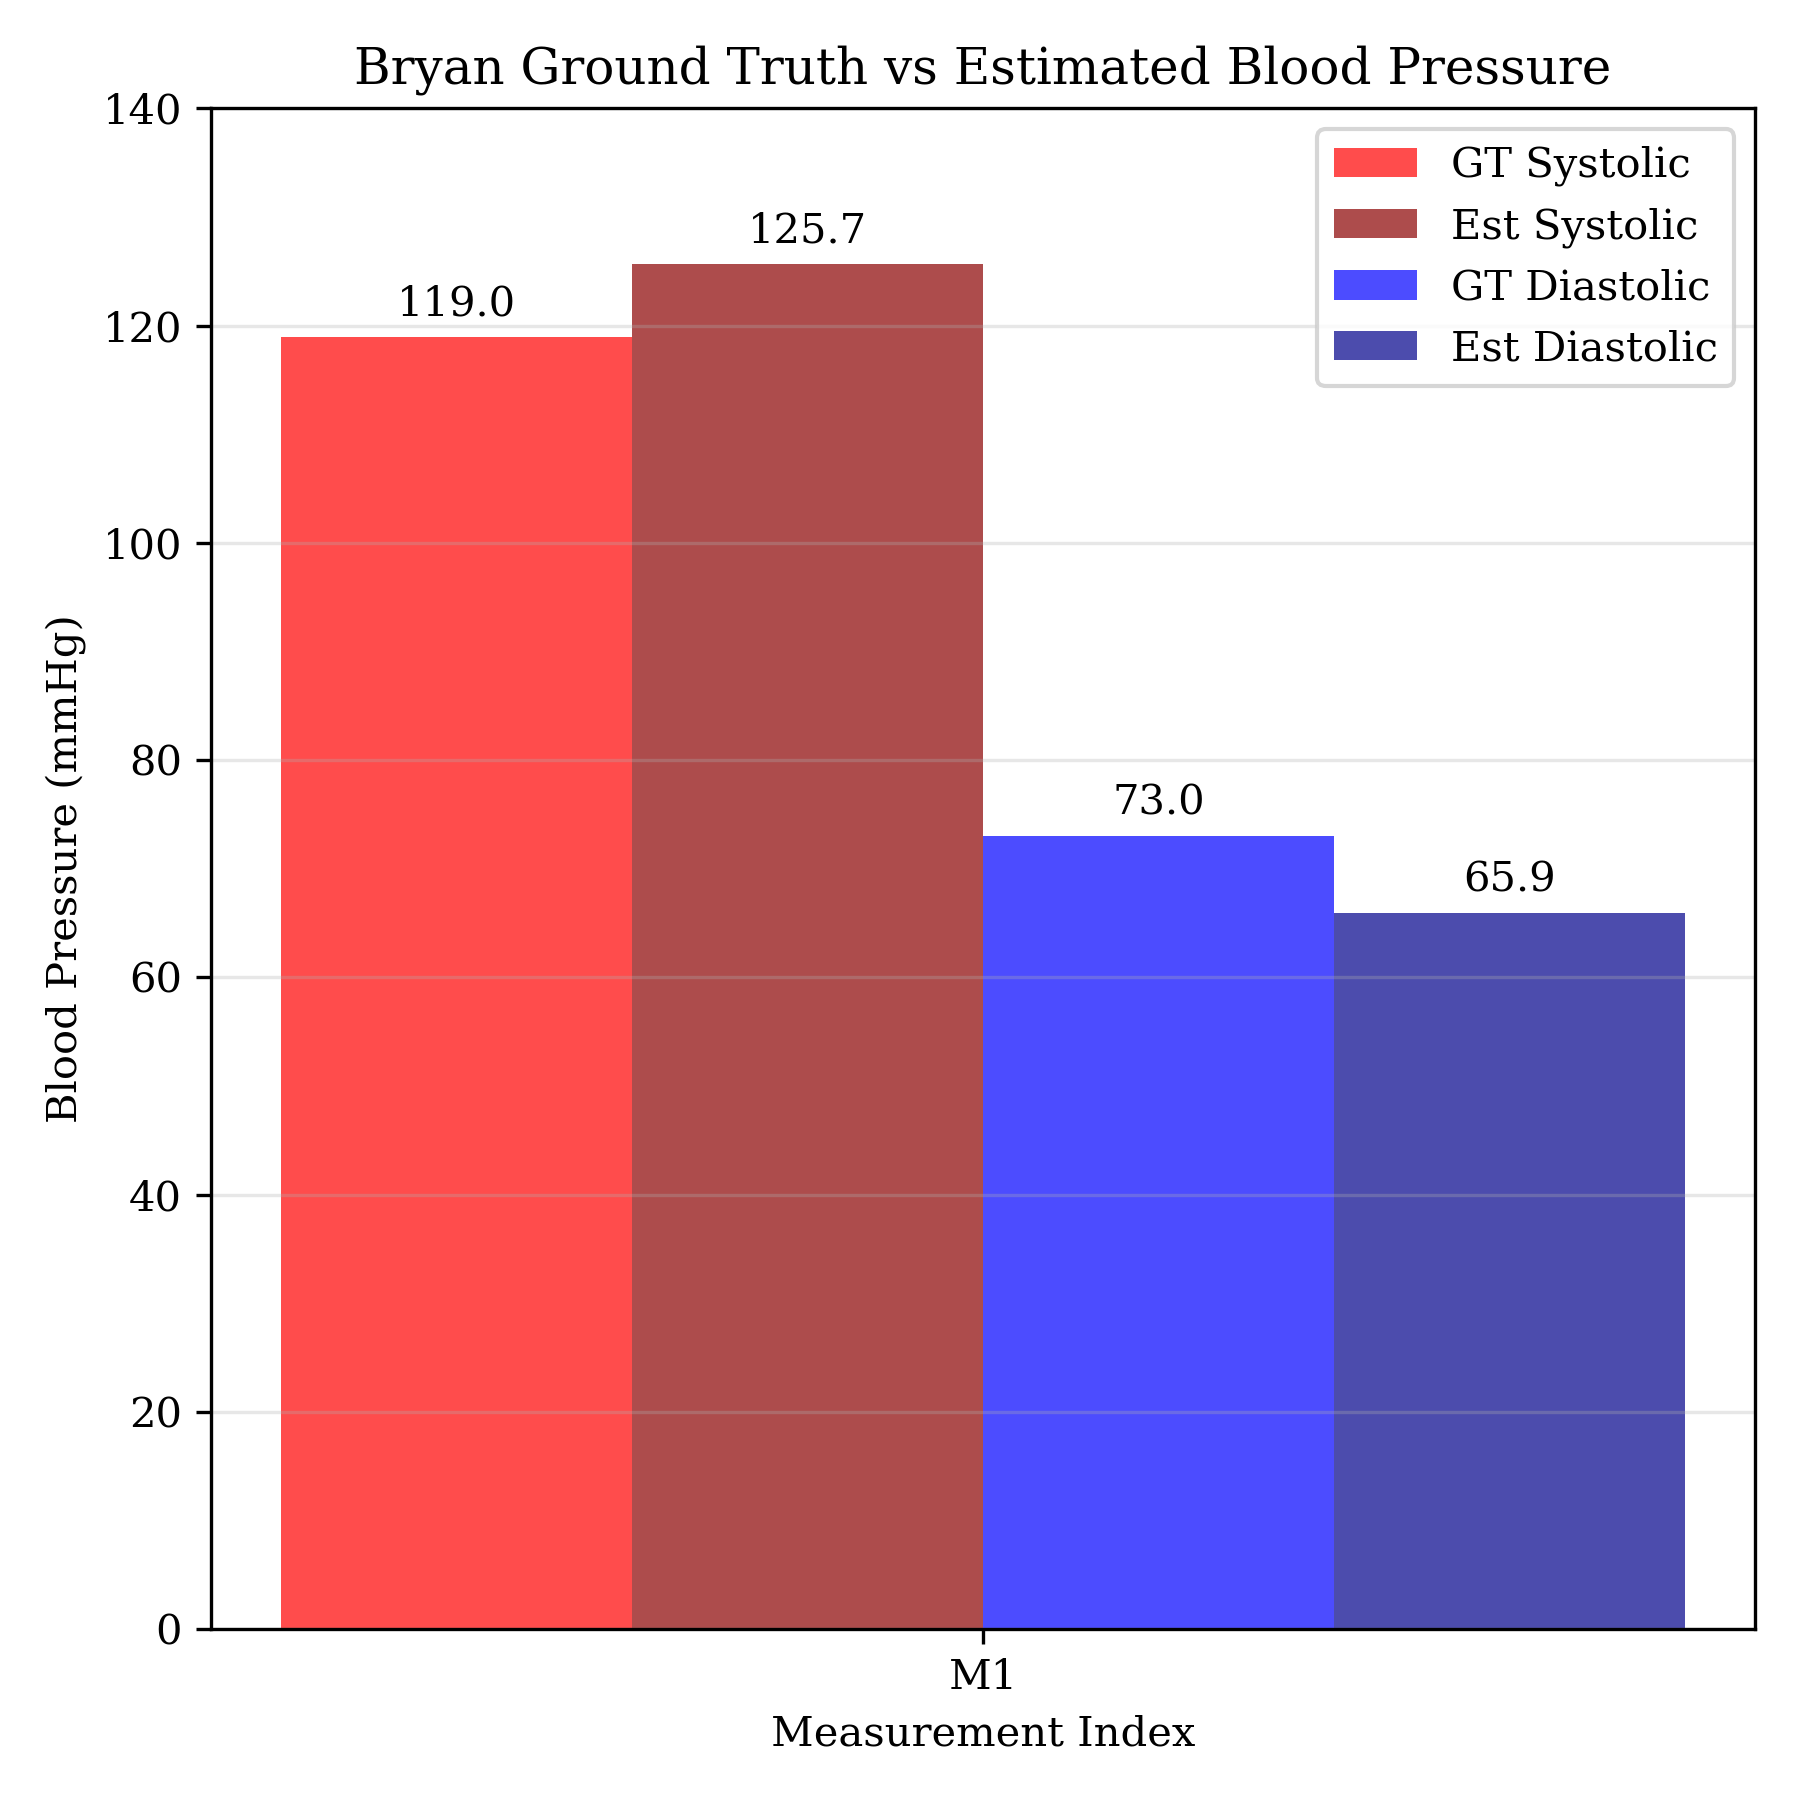 Bryan Ground Truth vs Estimated Blood Pressure
140
120
100
80
60
40
20
0
Blood Pressure (mmHg)
119.0
125.7
73.0
65.9
GT Systolic
Est Systolic
GT Diastolic
Est Diastolic
M1
Measurement Index